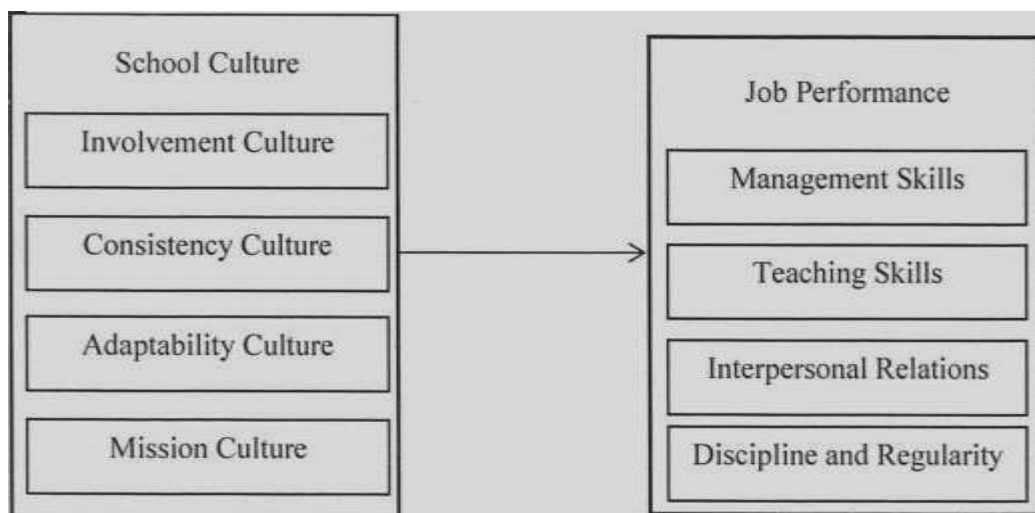 School Culture
Involvement Culture
Consistency Culture
Adaptability Culture
Mission Culture
Job Performance
Management Skills
Teaching Skills
Interpersonal Relations
Discipline and Regularity